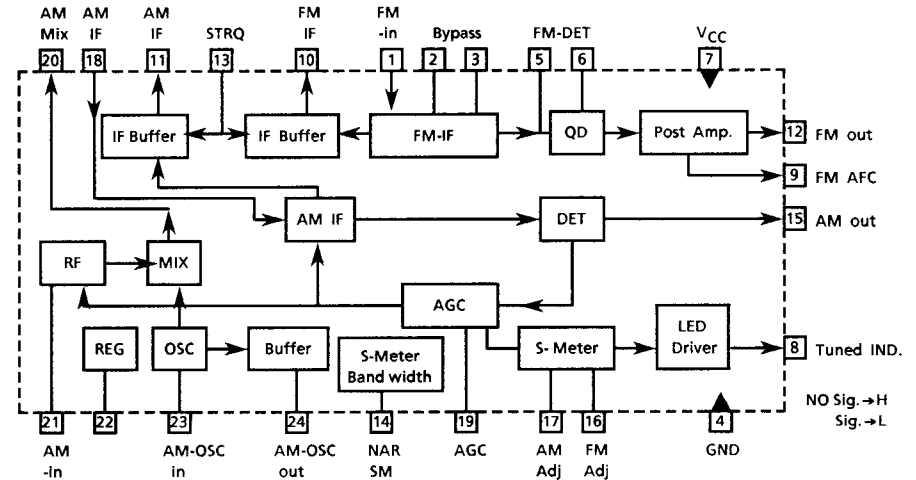 AM AM AM FM FM
Mix IF IF STRQ IF -in Bypass FM-DET VCC
20 18 11 13 10 1 2 3 5 6 7
IF Buffer IF Buffer FM-IF QD Post Amp. 12 FM out
9 FM AFC
AM IF DET 15 AM out
RF MIX
AGC
REG OSC Buffer S-Meter Band width S- Meter LED Driver 8 Tuned IND.
NO Sig.→H
Sig.→L
21 22 23 24 14 19 17 16 4
AM AM-OSC AM-OSC NAR AGC AM FM GND
-in in out SM Adj Adj